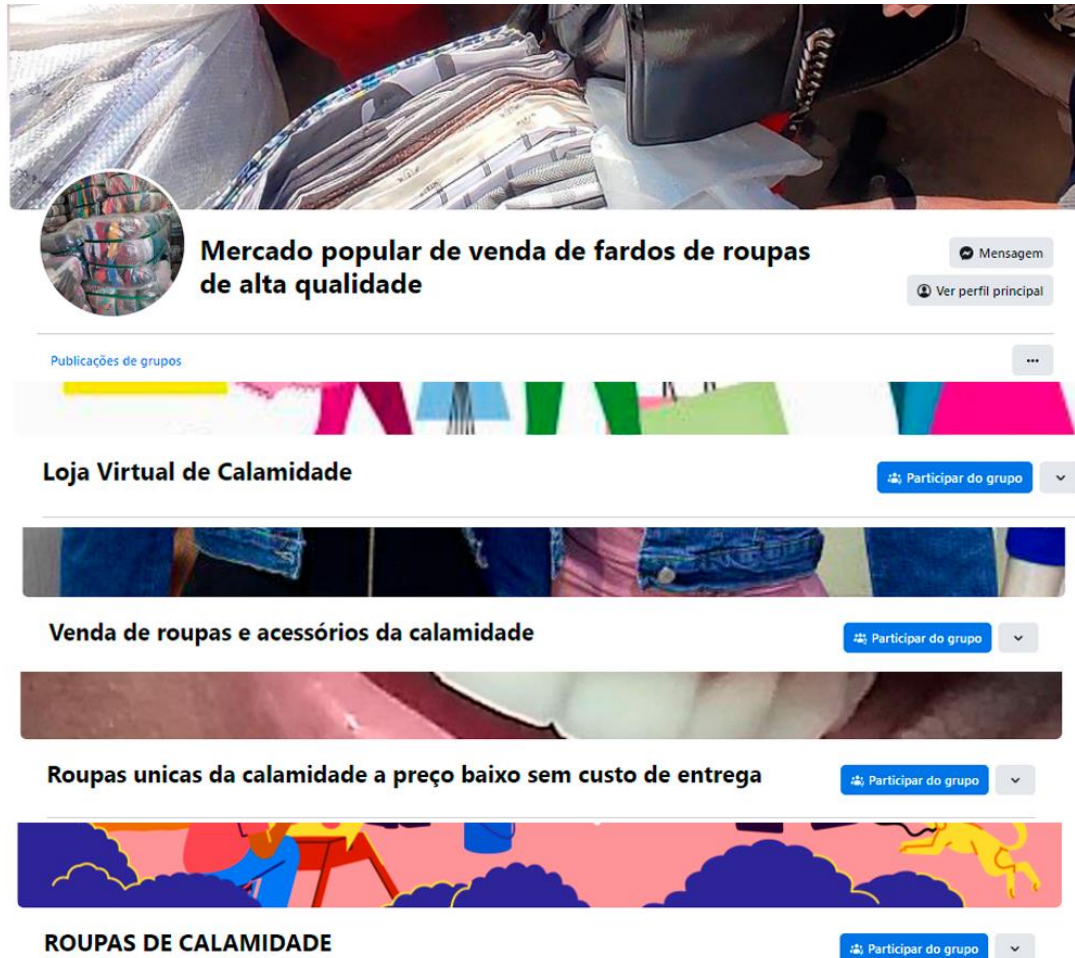 Mercado popular de venda de fardos de roupas
de alta qualidade
Mensagem
Ver perfil principal
Publicações de grupos
Loja Virtual de Calamidade
Participar do grupo
Venda de roupas e acessórios da calamidade
Participar do grupo
Roupas unicas da calamidade a preço baixo sem custo de entrega
Participar do grupo
ROUPAS DE CALAMIDADE
Participar do grupo